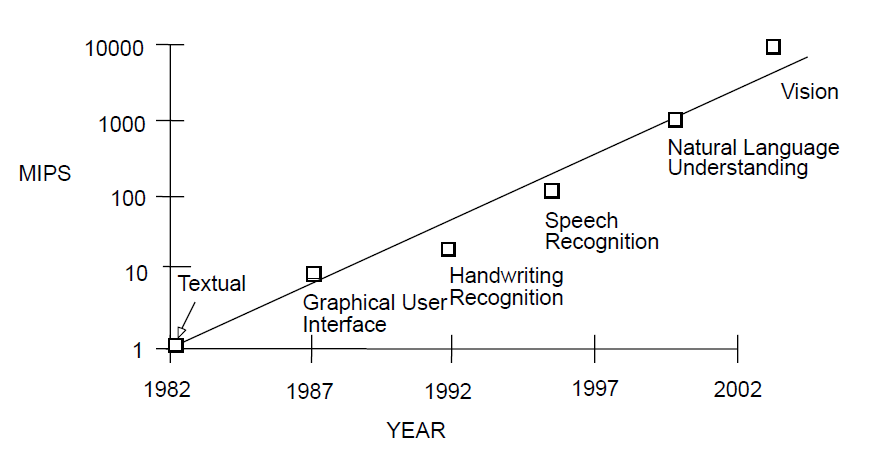 10000
Vision
1000
Natural Language
Understanding
MIPS
100
Speech
Recognition
10
Textual
Handwriting
Recognition
Graphical User
Interface
1
1982
1987
1992
1997
2002
YEAR